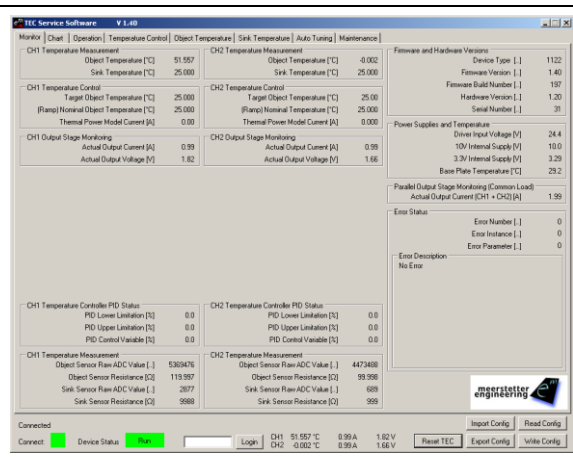 TEC Service Software V 1.40
Monitor Chart Operation Temperature Control Object Temperature Sink Temperature Auto Tuning Maintenance
CH1 Temperature Measurement
Object Temperature [°C] 51.557
Sink Temperature [°C] 25.000
CH1 Temperature Control
Target Object Temperature [°C] 25.000
(Ramp) Nominal Object Temperature [°C] 25.000
Thermal Power Model Current [A] 0.00
CH1 Output Stage Monitoring
Actual Output Current [A] 0.99
Actual Output Voltage [V] 1.82
CH1 Temperature Controller PID Status
PID Lower Limitation [%] 0.0
PID Upper Limitation [%] 0.0
PID Control Variable [%] 0.0
CH1 Temperature Measurement
Object Sensor Raw ADC Value [..] 5369476
Object Sensor Resistance [Ω] 119.997
Sink Sensor Raw ADC Value [..] 2877
Sink Sensor Resistance [Ω] 9988
CH2 Temperature Measurement
Object Temperature [°C] -0.002
Sink Temperature [°C] 25.000
CH2 Temperature Control
Target Object Temperature [°C] 25.00
(Ramp) Nominal Temperature [°C] 25.000
Thermal Power Model Current [A] 0.000
CH2 Output Stage Monitoring
Actual Output Current [A] 0.99
Actual Output Voltage [V] 1.66
CH2 Temperature Controller PID Status
PID Lower Limitation [%] 0.0
PID Upper Limitation [%] 0.0
PID Control Variable [%] 0.0
CH2 Temperature Measurement
Object Sensor Raw ADC Value [..] 4473488
Object Sensor Resistance [Ω] 99.998
Sink Sensor Raw ADC Value [..] 689
Sink Sensor Resistance [Ω] 999
Firmware and Hardware Versions
Device Type [..] 1122
Firmware Version [..] 1.40
Firmware Build Number [..] 197
Hardware Version [..] 1.20
Serial Number [..] 31
Power Supplies and Temperature
Driver Input Voltage [V] 24.4
10V Internal Supply [V] 10.0
3.3V Internal Supply [V] 3.29
Base Plate Temperature [°C] 29.2
Parallel Output Stage Monitoring (Common Load)
Actual Output Current (CH1 + CH2) [A] 1.99
Error Status
Error Number [..] 0
Error Instance [..] 0
Error Parameter [..] 0
Error Description
No Error
meerstetter
engineering
Connected
Import Config Read Config
Connect Device Status Run Login CH1 51.557 °C 0.99 A 1.82 V
CH2 -0.002 °C 0.99 A 1.66 V
Reset TEC Export Config Write Config